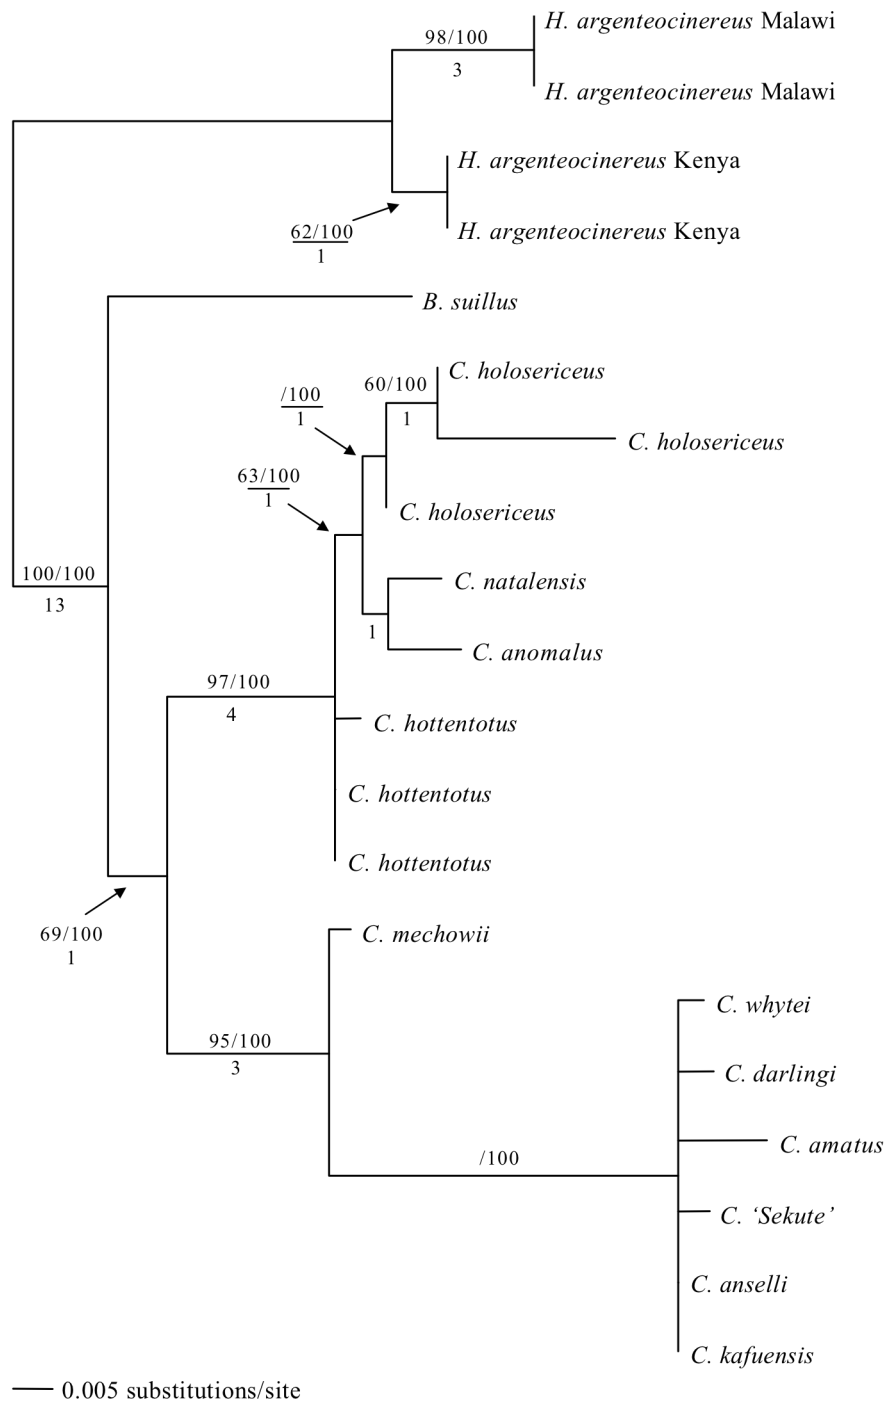 H. argenteocinereus Malawi
98/100
3
H. argenteocinereus Malawi
H. argenteocinereus Kenya
62/100
1
H. argenteocinereus Kenya
B. suillus
C. holosericeus
60/100
1
/100
1
C. holosericeus
63/100
1
C. holosericeus
100/100
13
C. natalensis
1
C. anomalus
97/100
4
C. hottentotus
C. hottentotus
C. hottentotus
69/100
1
C. mechowii
95/100
3
C. whytei
C. darlingi
C. amatus
/100
C. ‘Sekute’
C. anselli
C. kafuensis
0.005 substitutions/site